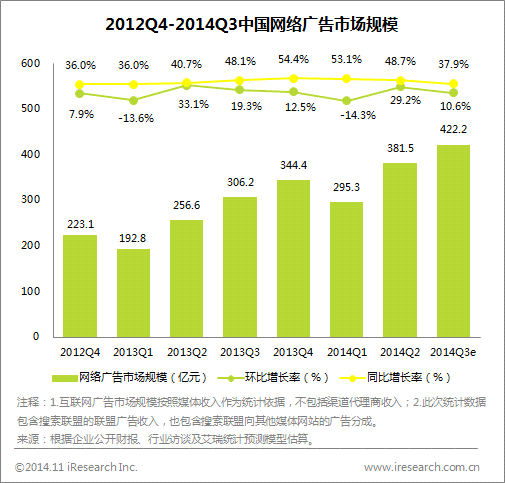 2012Q4-2014Q3中国网络广告市场规模
600
500
400
300
200
100
0
36.0% 36.0% 40.7% 48.1% 54.4% 53.1% 48.7% 37.9%
7.9% -13.6% 33.1% 19.3% 12.5% -14.3% 29.2% 10.6%
223.1 192.8 256.6 306.2 344.4 295.3 381.5 422.2
2012Q4 2013Q1 2013Q2 2013Q3 2013Q4 2014Q1 2014Q2 2014Q3e
网络广告市场规模（亿元） 环比增长率（%） 同比增长率（%）
注释：1.互联网广告市场规模按照媒体收入作为统计依据，不包括渠道代理商收入；2.此次统计数据
包含搜索联盟的联盟广告收入，也包含搜索联盟向其他媒体网站的广告分成。
来源：根据企业公开财报、行业访谈及艾瑞统计预测模型估算。
©2014.11 iResearch Inc. www.iresearch.com.cn